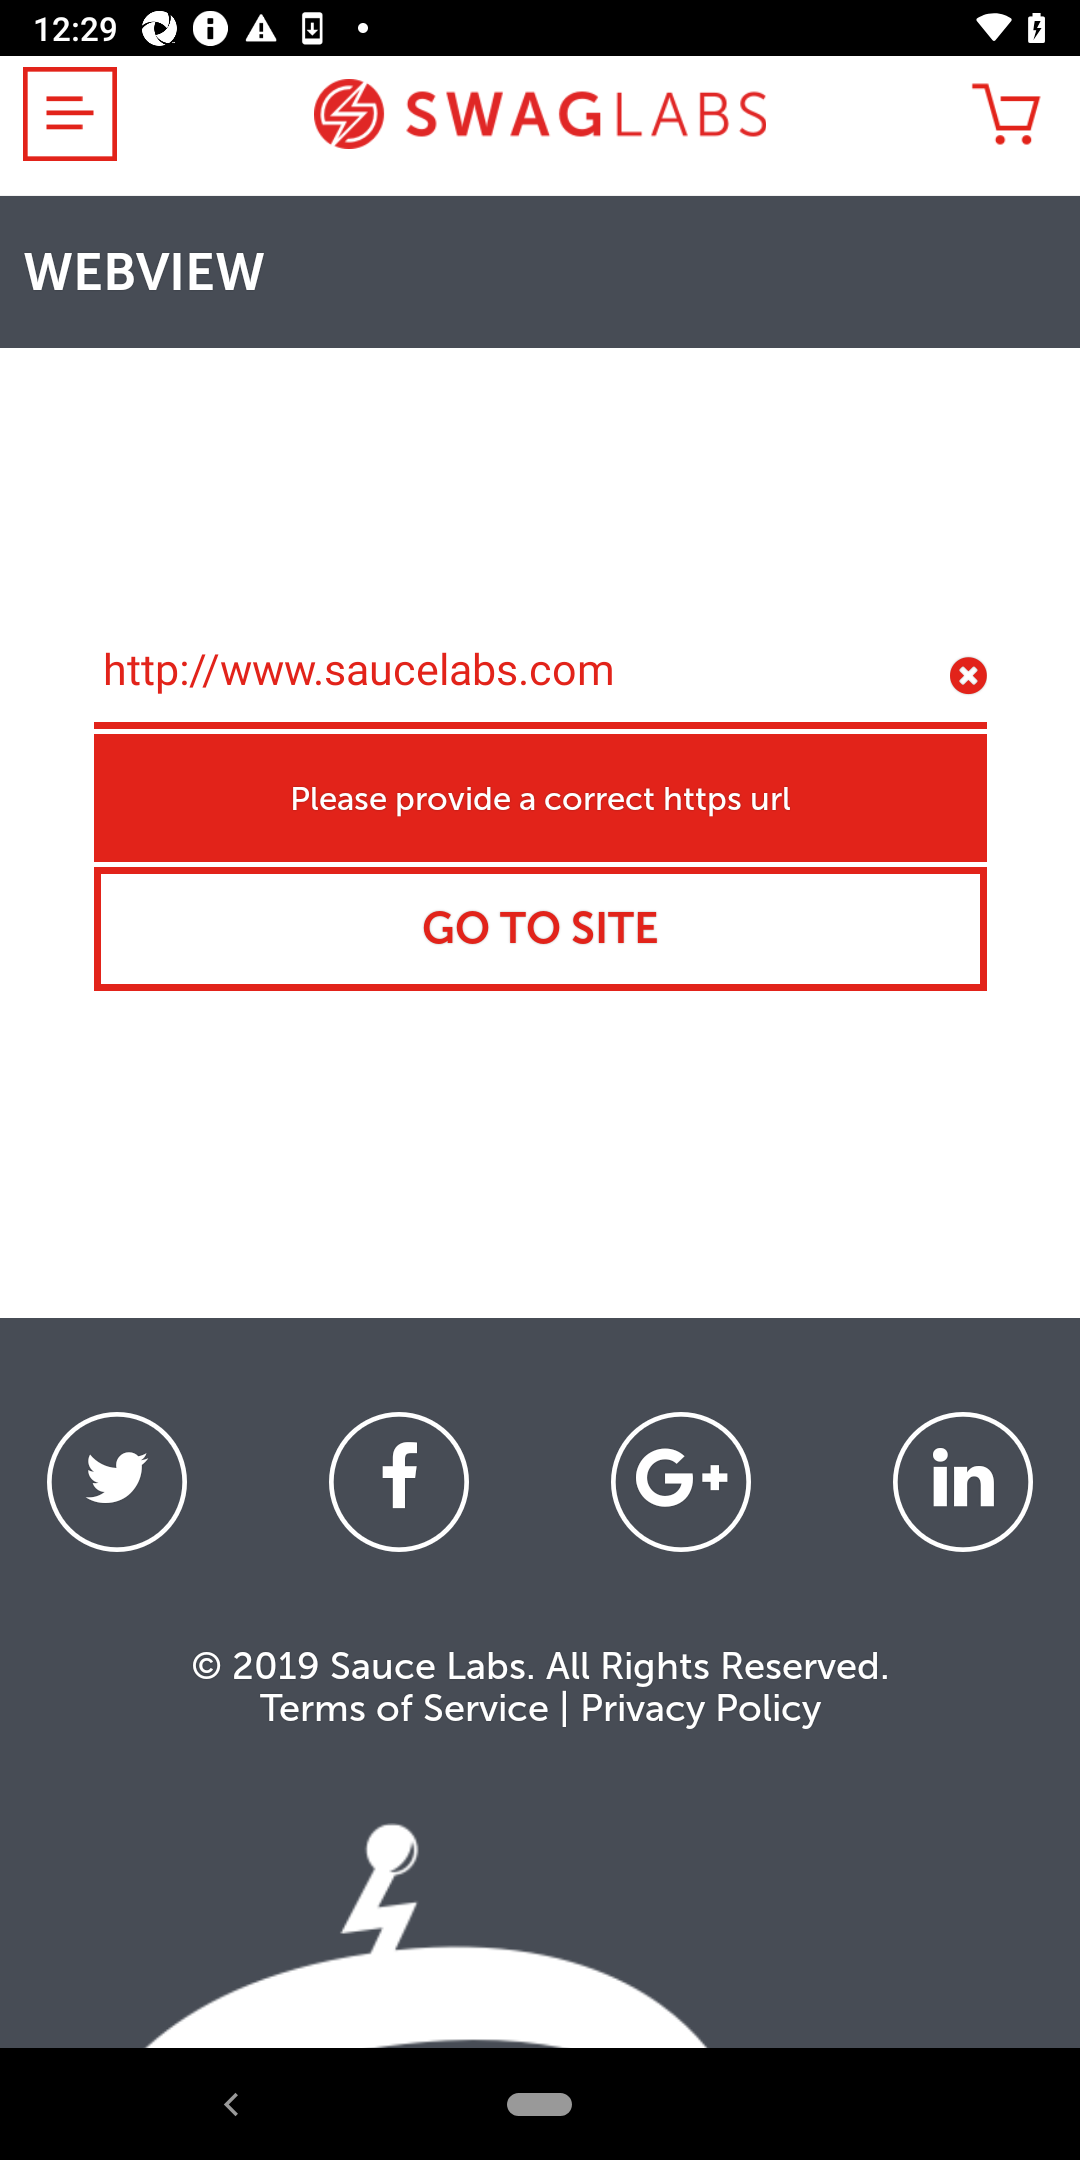 12:29
SWAGLABS
WEBVIEW
http://www.saucelabs.com
Please provide a correct https url
GO TO SITE
f G+ in
© 2019 Sauce Labs. All Rights Reserved.
Terms of Service | Privacy Policy